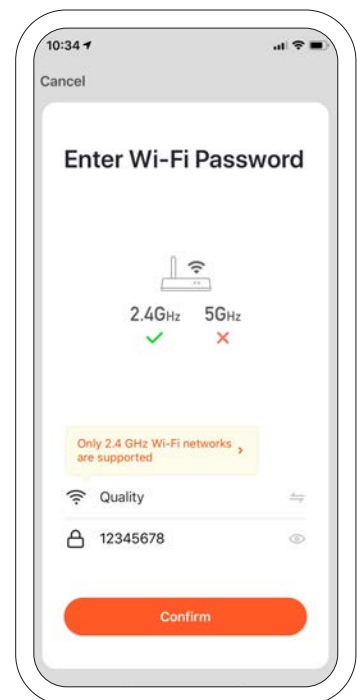 10:34
Cancel
Enter Wi-Fi Password
2.4GHz 5GHz
Only 2.4 GHz Wi-Fi networks
are supported
Quality
12345678
Confirm